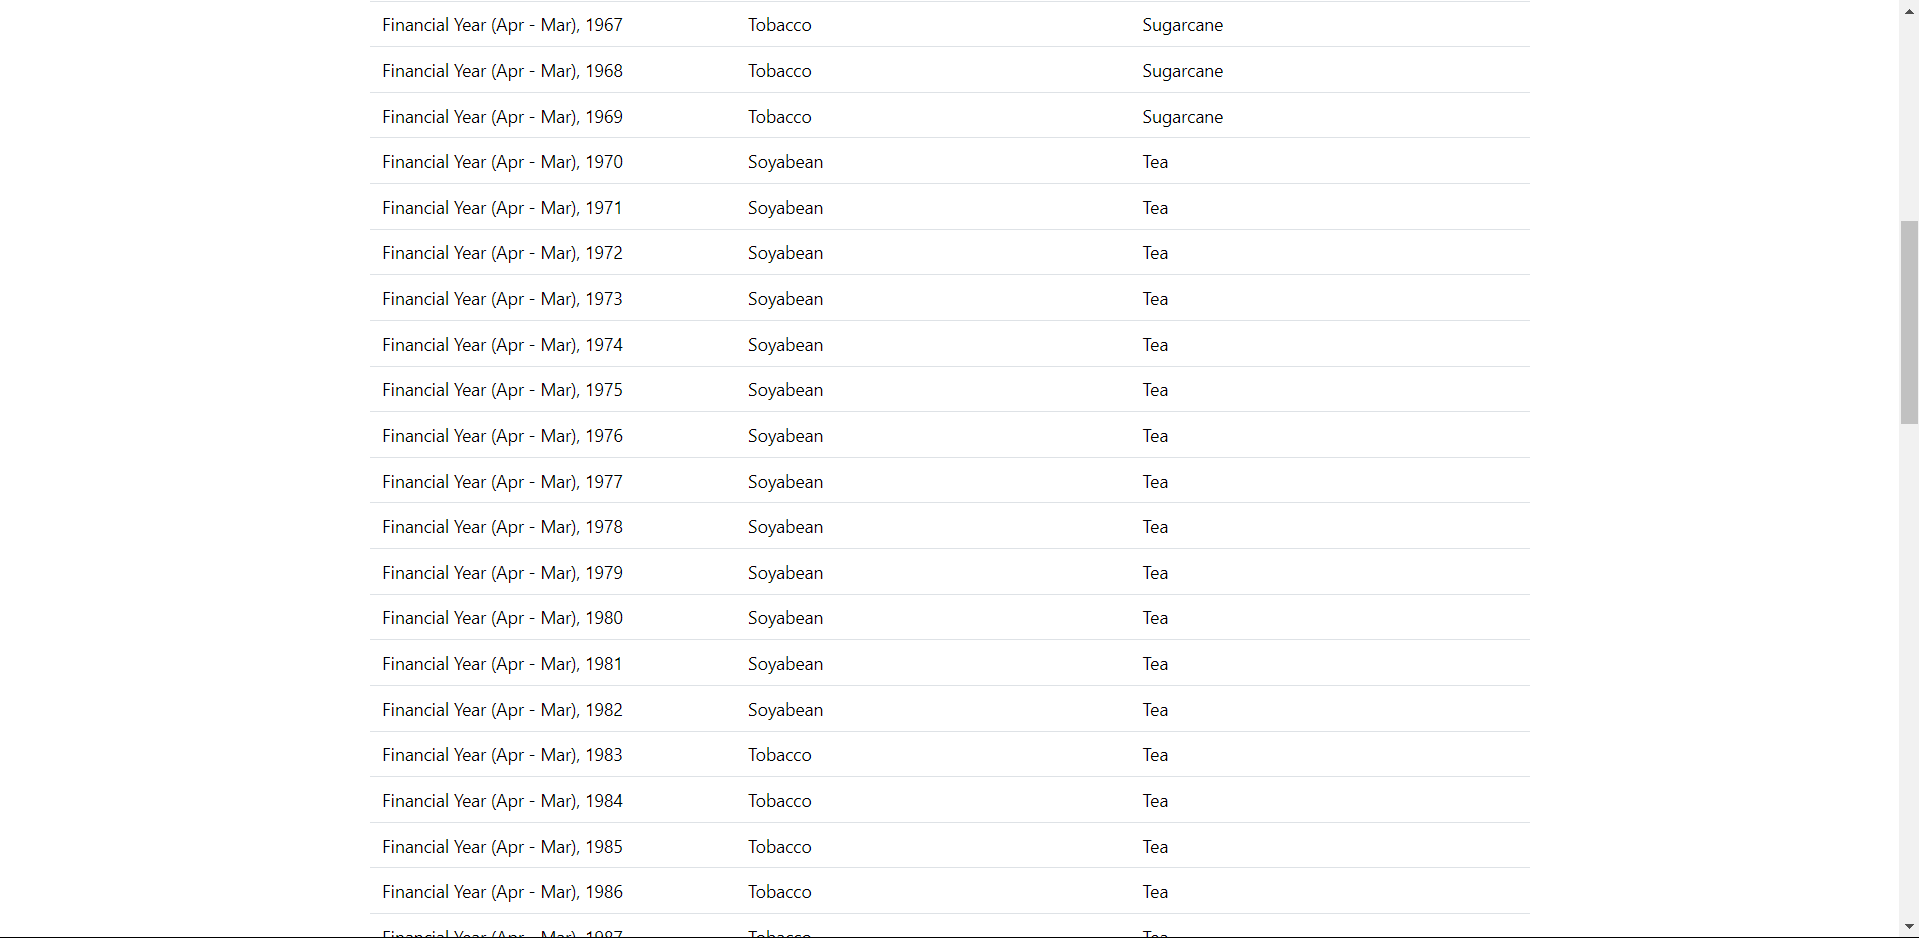 Financial Year (Apr - Mar), 1967 Tobacco Sugarcane
Financial Year (Apr - Mar), 1968 Tobacco Sugarcane
Financial Year (Apr - Mar), 1969 Tobacco Sugarcane
Financial Year (Apr - Mar), 1970 Soyabean Tea
Financial Year (Apr - Mar), 1971 Soyabean Tea
Financial Year (Apr - Mar), 1972 Soyabean Tea
Financial Year (Apr - Mar), 1973 Soyabean Tea
Financial Year (Apr - Mar), 1974 Soyabean Tea
Financial Year (Apr - Mar), 1975 Soyabean Tea
Financial Year (Apr - Mar), 1976 Soyabean Tea
Financial Year (Apr - Mar), 1977 Soyabean Tea
Financial Year (Apr - Mar), 1978 Soyabean Tea
Financial Year (Apr - Mar), 1979 Soyabean Tea
Financial Year (Apr - Mar), 1980 Soyabean Tea
Financial Year (Apr - Mar), 1981 Soyabean Tea
Financial Year (Apr - Mar), 1982 Soyabean Tea
Financial Year (Apr - Mar), 1983 Tobacco Tea
Financial Year (Apr - Mar), 1984 Tobacco Tea
Financial Year (Apr - Mar), 1985 Tobacco Tea
Financial Year (Apr - Mar), 1986 Tobacco Tea
Financial Year (Apr - Mar), 1987 Tobacco Tea